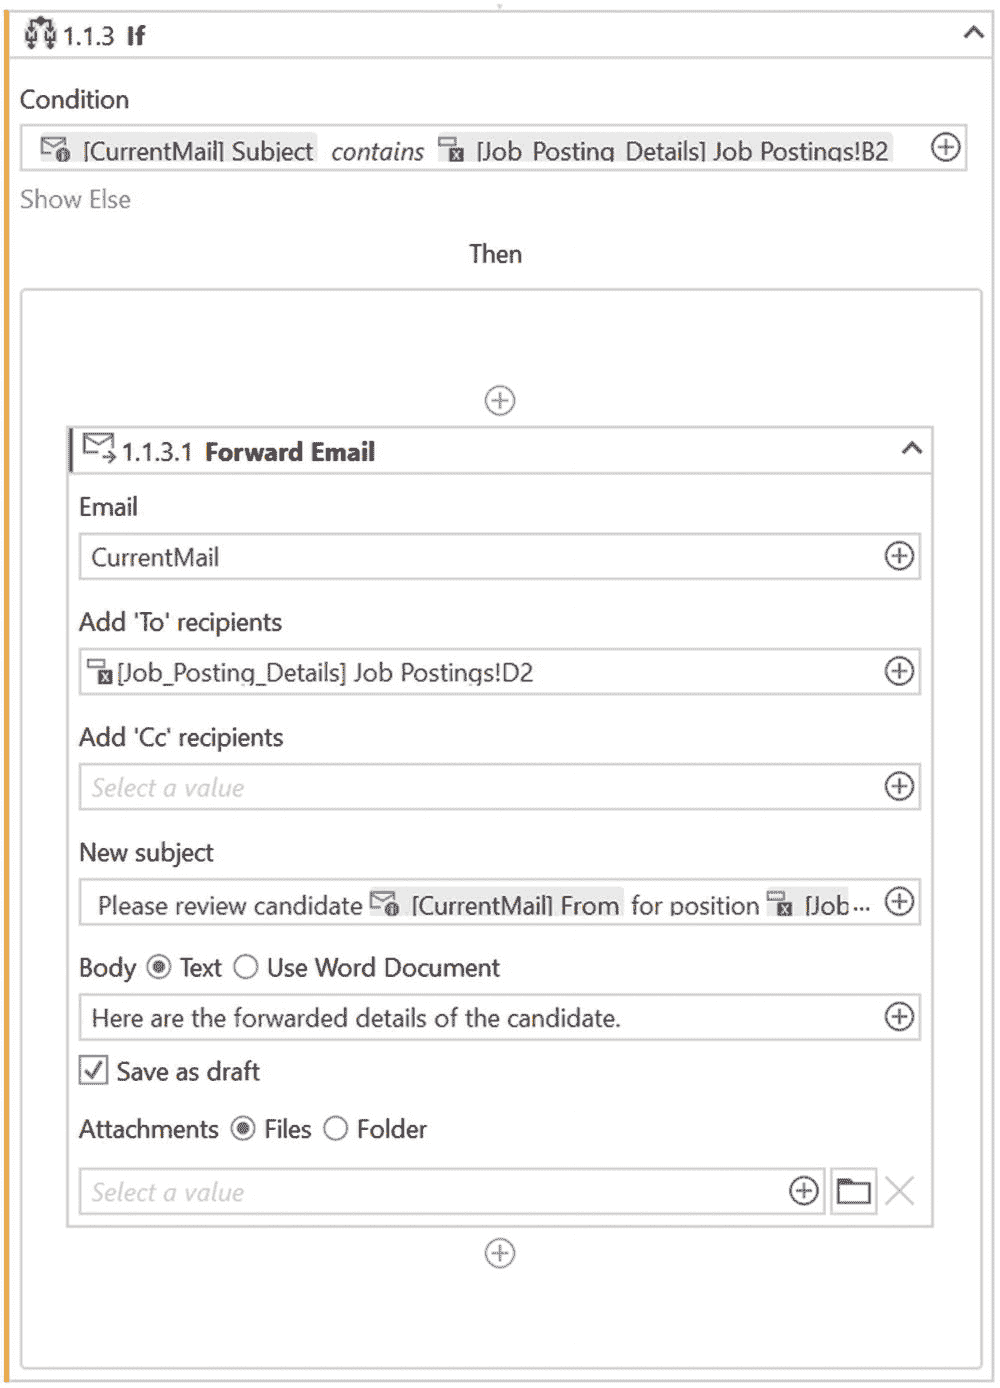 1.1.3 If
Condition
[CurrentMail] Subject contains [Job_Posting_Details] Job Postings!B2
Show Else
Then
1.1.3.1 Forward Email
Email
CurrentMail
Add 'To' recipients
[Job_Posting_Details] Job Postings!D2
Add 'Cc' recipients
Select a value
New subject
Please review candidate [CurrentMail] From for position [Job...
Body Text Use Word Document
Here are the forwarded details of the candidate.
Save as draft
Attachments Files Folder
Select a value